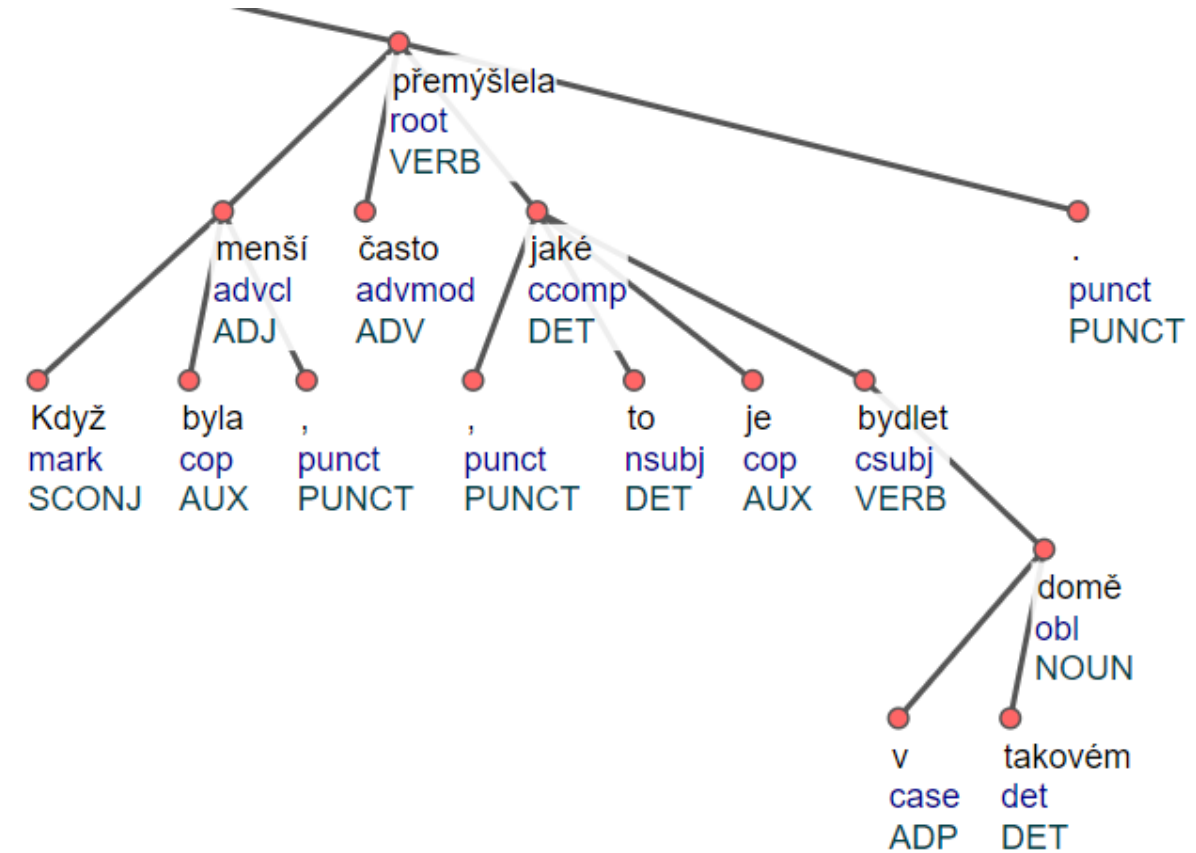 přemýšlela
root
VERB
menší často jaké .
advcl advmod ccomp punct
ADJ ADV DET PUNCT
Když byla , , to je bydlet
mark cop punct punct nsubj cop csubj
SCONJ AUX PUNCT PUNCT DET AUX VERB
domě
obl
NOUN
v takovém
case det
ADP DET